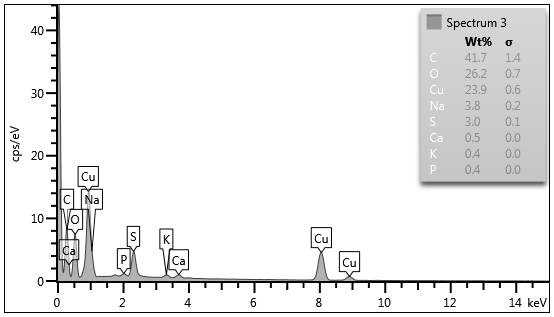 Spectrum 3
Wt% σ
C 41.7 1.4
O 26.2 0.7
Cu 23.9 0.6
Na 3.8 0.2
S 3.0 0.1
Ca 0.5 0.0
K 0.4 0.0
P 0.4 0.0
40
30
20
10
0
cps/eV
Cu
C Na
O
Ca
P
S
K
Ca
Cu
Cu
0 2 4 6 8 10 12 14 keV